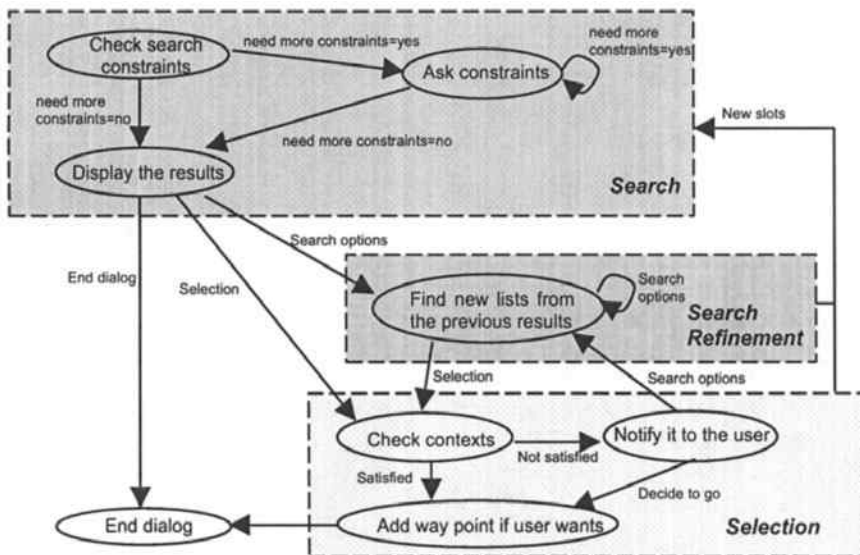 Check search
constraints
need more constraints=yes
need more
constraints=yes
Ask constraints
need more
constraints=no
need more constraints=no
New slots
Display the results
Search
Search options
End dialog
Selection
Search
options
Find new lists from
the previous results
Search
Refinement
Selection
Search options
Check contexts
Notify it to the user
Not satisfied
Satisfied
Decide to go
End dialog
Add way point if user wants
Selection